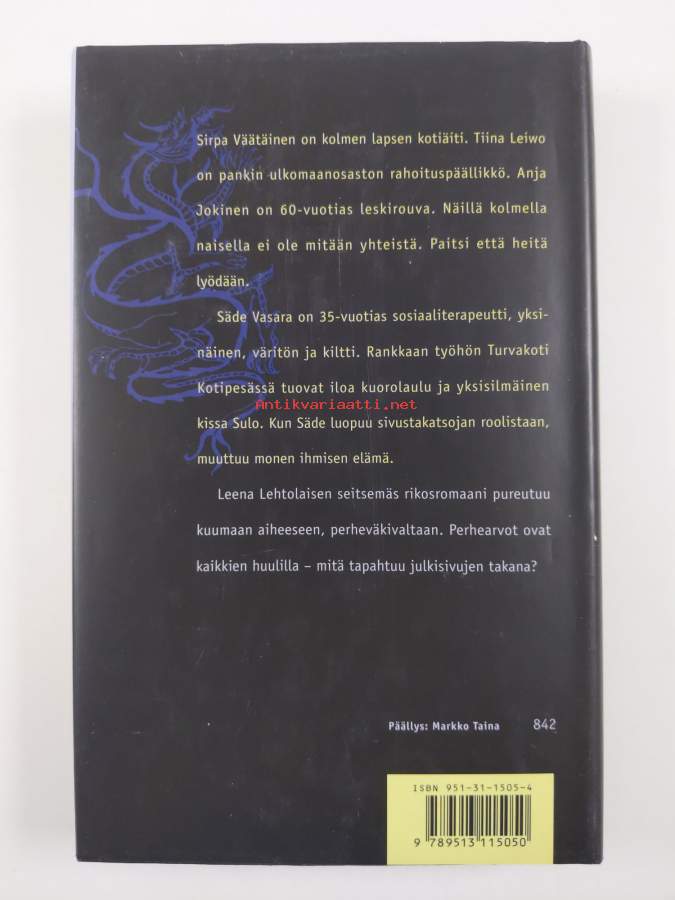 Sirpa Väätäinen on kolmen lapsen kotiäiti. Tiina Leiwo
on pankin ulkomaanosaston rahoituspäällikkö. Anja
Jokinen on 60-vuotias leskirouva. Näillä kolmella
naisella ei ole mitään yhteistä. Paitsi että heitä
lyödään.
Säde Vasara on 35-vuotias sosiaaliterapeutti, yksi-
näinen, väritön ja kiltti. Rankkaan työhön Turvakoti
Kotipesässä tuovat iloa kuorolaulu ja yksisilmäinen
Antikvariaatti.net
kissa Sulo. Kun Säde luopuu sivustakatsojan roolistaan,
muuttuu monen ihmisen elämä.
Leena Lehtolaisen seitsemäs rikosromaani pureutuu
kuumaan aiheeseen, perheväkivaltaan. Perhearvot ovat
kaikkien huulilla – mitä tapahtuu julkisivujen takana?
Päällys: Markko Taina 842
ISBN 951-31-1505-4
9 789513 115050